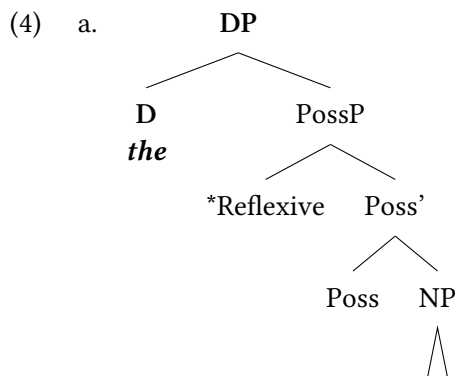 (4) a. DP
D PossP
the
*Reflexive Poss’
Poss NP